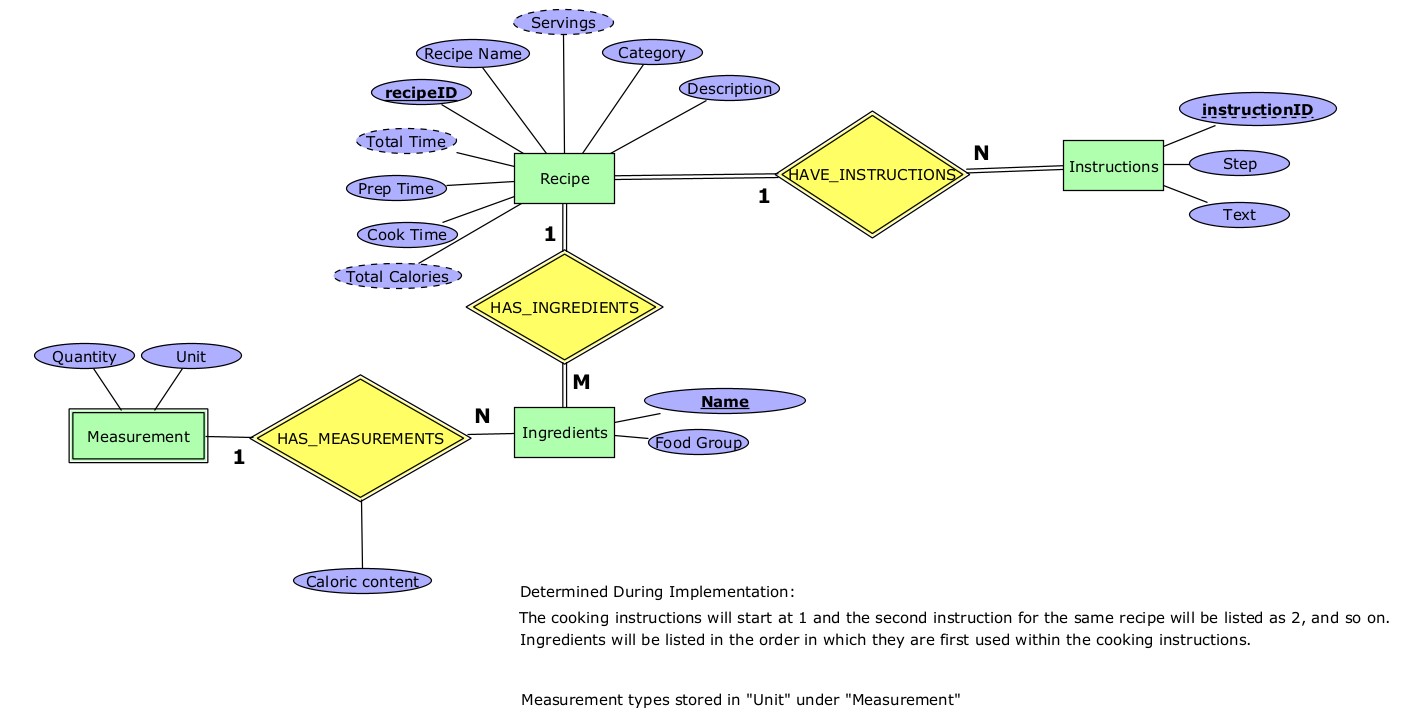 Servings
Recipe Name
Category
recipeID
Description
Total Time
Prep Time
Recipe
Cook Time
Total Calories
1
HAVE_INSTRUCTIONS
N
Instructions
instructionID
Step
Text
1
HAS_INGREDIENTS
M
Quantity
Unit
Measurement
1
HAS_MEASUREMENTS
N
Ingredients
Name
Food Group
Caloric content
Determined During Implementation:
The cooking instructions will start at 1 and the second instruction for the same recipe will be listed as 2, and so on.
Ingredients will be listed in the order in which they are first used within the cooking instructions.
Measurement types stored in "Unit" under "Measurement"